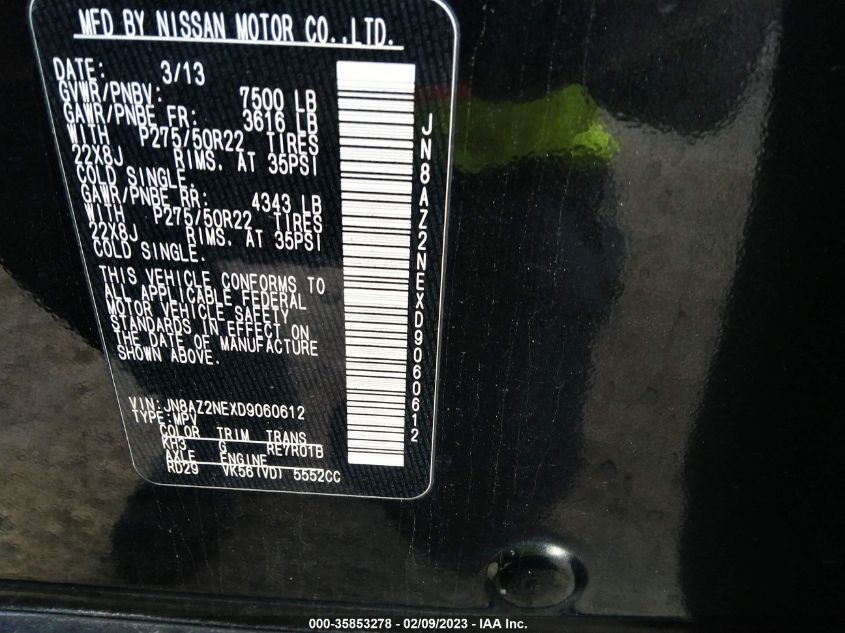 MFD BY NISSAN MOTOR CO.,LTD.
DATE: 3/13
GVWR/PNBV: 7500 LB
GAWR/PNBE FR: 3616 LB
WITH P275/50R22 TIRES
22X8J RIMS. AT 35PSI
COLD SINGLE.
GAWR/PNBE RR: 4343 LB
WITH P275/50R22 TIRES
22X8J RIMS. AT 35PSI
COLD SINGLE.
THIS VEHICLE CONFORMS TO
ALL APPLICABLE FEDERAL
MOTOR VEHICLE SAFETY
STANDARDS IN EFFECT ON
THE DATE OF MANUFACTURE
SHOWN ABOVE.
VIN: JN8AZ2NEXD9060612
TYPE: MPV
COLOR TRIM TRANS
KH3 G RE7R01B
AXLE ENGINE
RD29 VK56(VD) 5552CC
JN8AZ2NEXD9060612
000-35853278 - 02/09/2023 - IAA Inc.